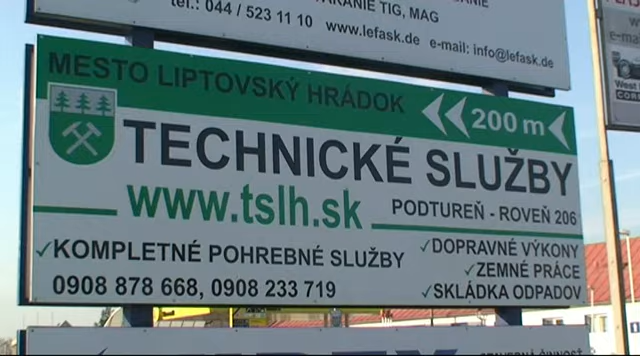 TIG, MAG
tel.: 044 / 523 11 10 www.lefask.de e-mail: info@lefask.de
MESTO LIPTOVSKÝ HRÁDOK
200 m
TECHNICKÉ SLUŽBY
www.tslh.sk
PODTUREŇ - ROVEŇ 206
✓KOMPLETNÉ POHREBNÉ SLUŽBY
0908 878 668, 0908 233 719
✓DOPRAVNÉ VÝKONY
✓ZEMNÉ PRÁCE
✓SKLÁDKA ODPADOV